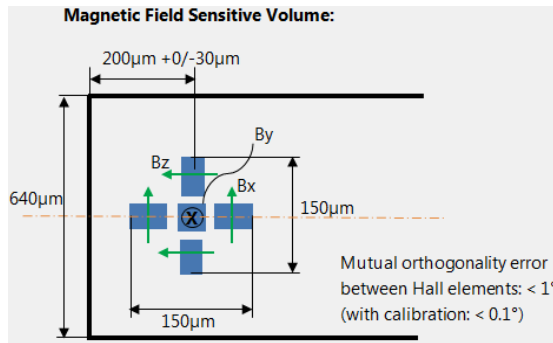 Magnetic Field Sensitive Volume:
200µm +0/-30µm
By
Bz
Bx
640µm
X
150µm
150µm
Mutual orthogonality error
between Hall elements: < 1°
(with calibration: < 0.1°)